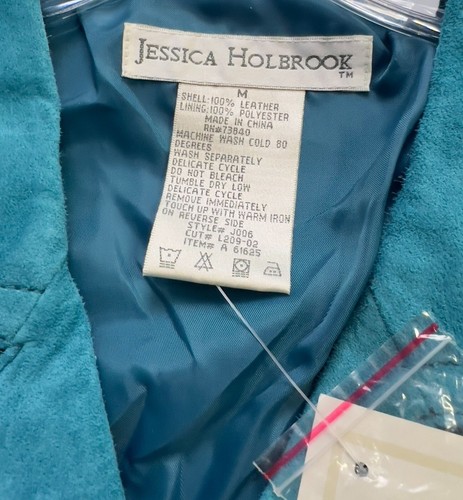 JESSICA HOLBROOK
TM
M
SHELL:100% LEATHER
LINING:100% POLYESTER
MADE IN CHINA
RN#73840
MACHINE WASH COLD 80
DEGREES
WASH SEPARATELY
DELICATE CYCLE
DO NOT BLEACH
TUMBLE DRY LOW
DELICATE CYCLE
REMOVE IMMEDIATELY
TOUCH UP WITH WARM IRON
ON REVERSE SIDE
STYLE# J006
CUT# L209-02
ITEM# A 61625